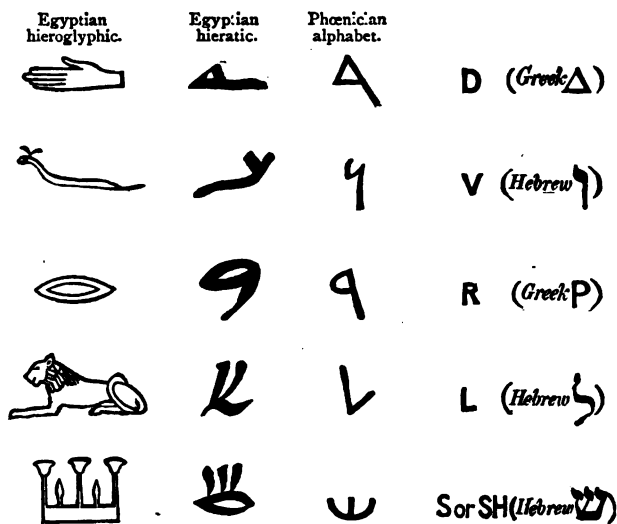 Egyptian hieroglyphic. Egyptian hieratic. Phœnician alphabet.
𐤃 D (Greek Δ)
𐤅 V (Hebrew ו)
𐤓 R (Greek Ρ)
𐤋 L (Hebrew ל)
𐤔 S or SH (Hebrew ש)